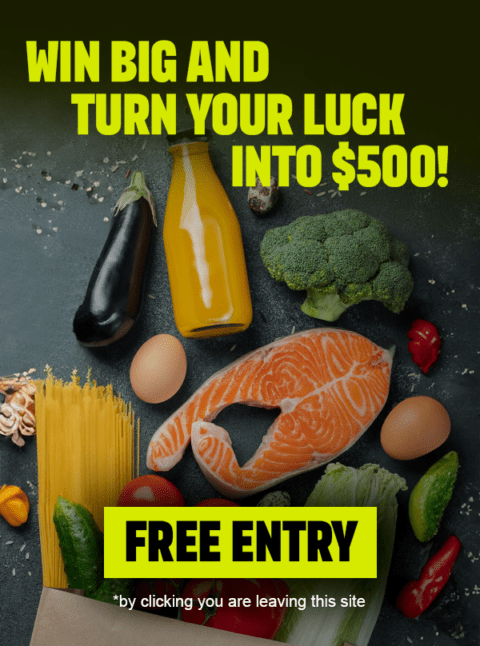 WIN BIG AND
TURN YOUR LUCK
INTO $500!
FREE ENTRY
*by clicking you are leaving this site